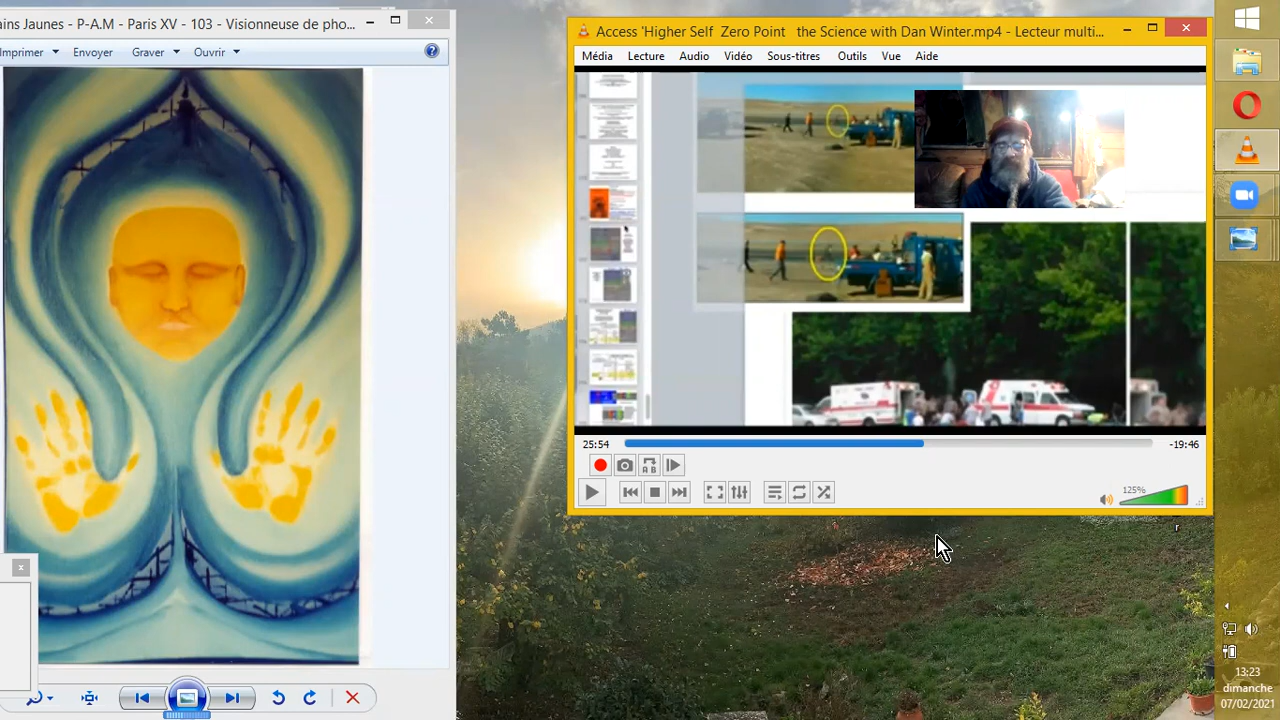 ains Jaunes - P-A-M - Paris XV - 103 - Visionneuse de pho...
Imprimer Envoyer Graver Ouvrir
Access 'Higher Self Zero Point the Science with Dan Winter.mp4 - Lecteur multi...
Média Lecture Audio Vidéo Sous-titres Outils Vue Aide
25:54
-19:46
A B
125%
r
13:23
dimanche
07/02/2021